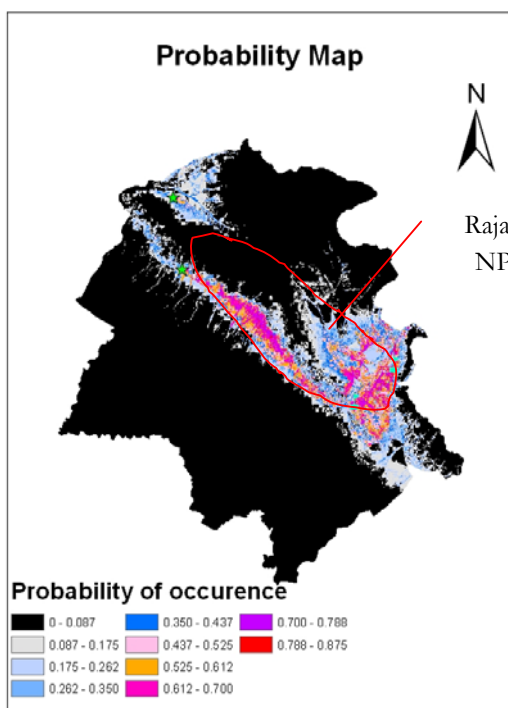 Probability Map
N
Raja
NP
Probability of occurence
0 - 0.087
0.087 - 0.175
0.175 - 0.262
0.262 - 0.350
0.350 - 0.437
0.437 - 0.525
0.525 - 0.612
0.612 - 0.700
0.700 - 0.788
0.788 - 0.875